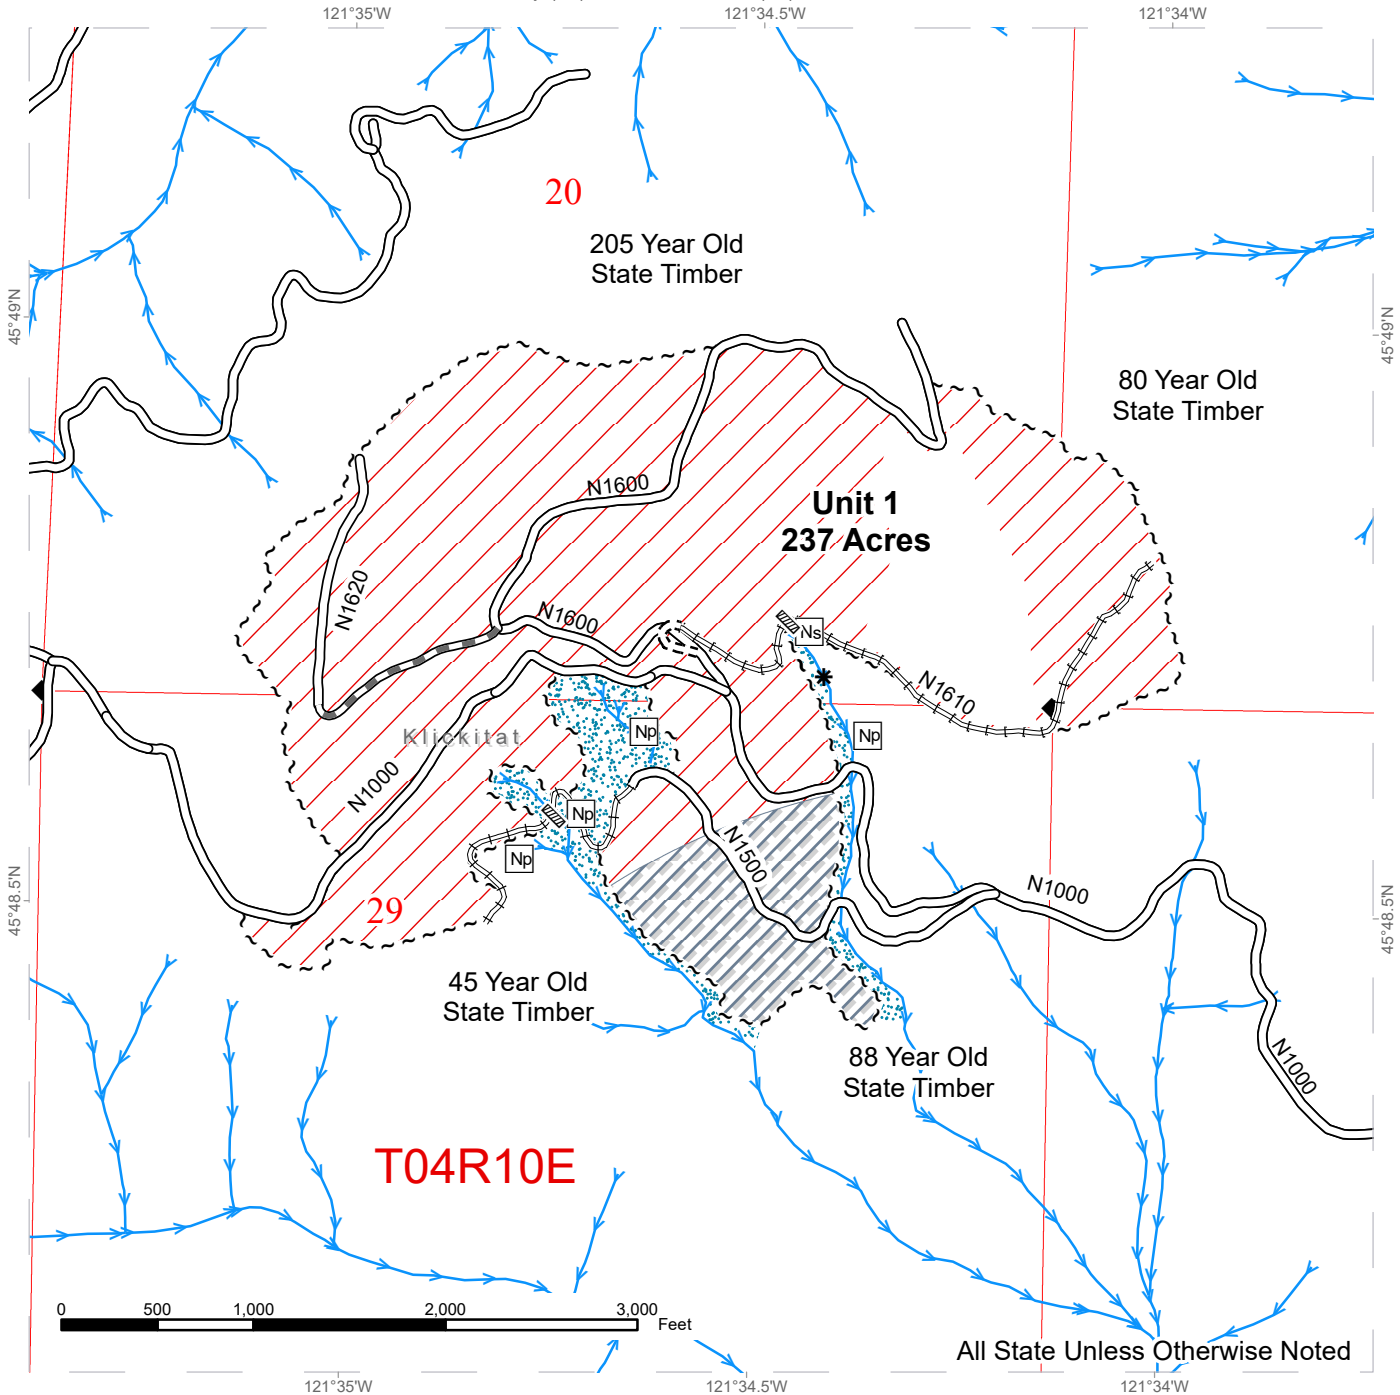 121°35'W
121°34.5'W
121°34'W
20
205 Year Old
State Timber
45°49'N
45°49'N
80 Year Old
State Timber
N1600
Unit 1
237 Acres
N1620
N1600
Ns
N1610
Np
Np
Klickitat
N1000
Np
Np
N1500
N1000
29
45°48.5'N
45°48.5'N
45 Year Old
State Timber
88 Year Old
State Timber
N1000
T04R10E
0 500 1,000 2,000 3,000
Feet
All State Unless Otherwise Noted
121°35'W
121°34.5'W
121°34'W